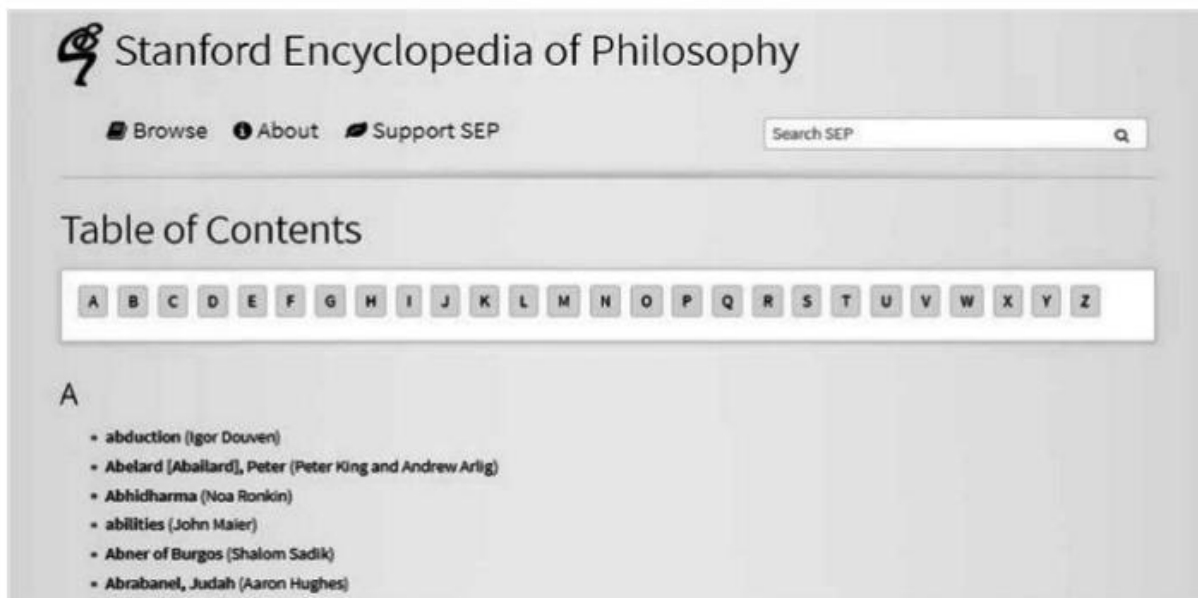 Stanford Encyclopedia of Philosophy
Browse About Support SEP Search SEP
Table of Contents
A B C D E F G H I J K L M N O P Q R S T U V W X Y Z
A
• abduction (Igor Douven)
• Abelard [Abailard], Peter (Peter King and Andrew Arlig)
• Abhidharma (Noa Ronkin)
• abilities (John Maier)
• Abner of Burgos (Shalom Sadik)
• Abrabanel, Judah (Aaron Hughes)